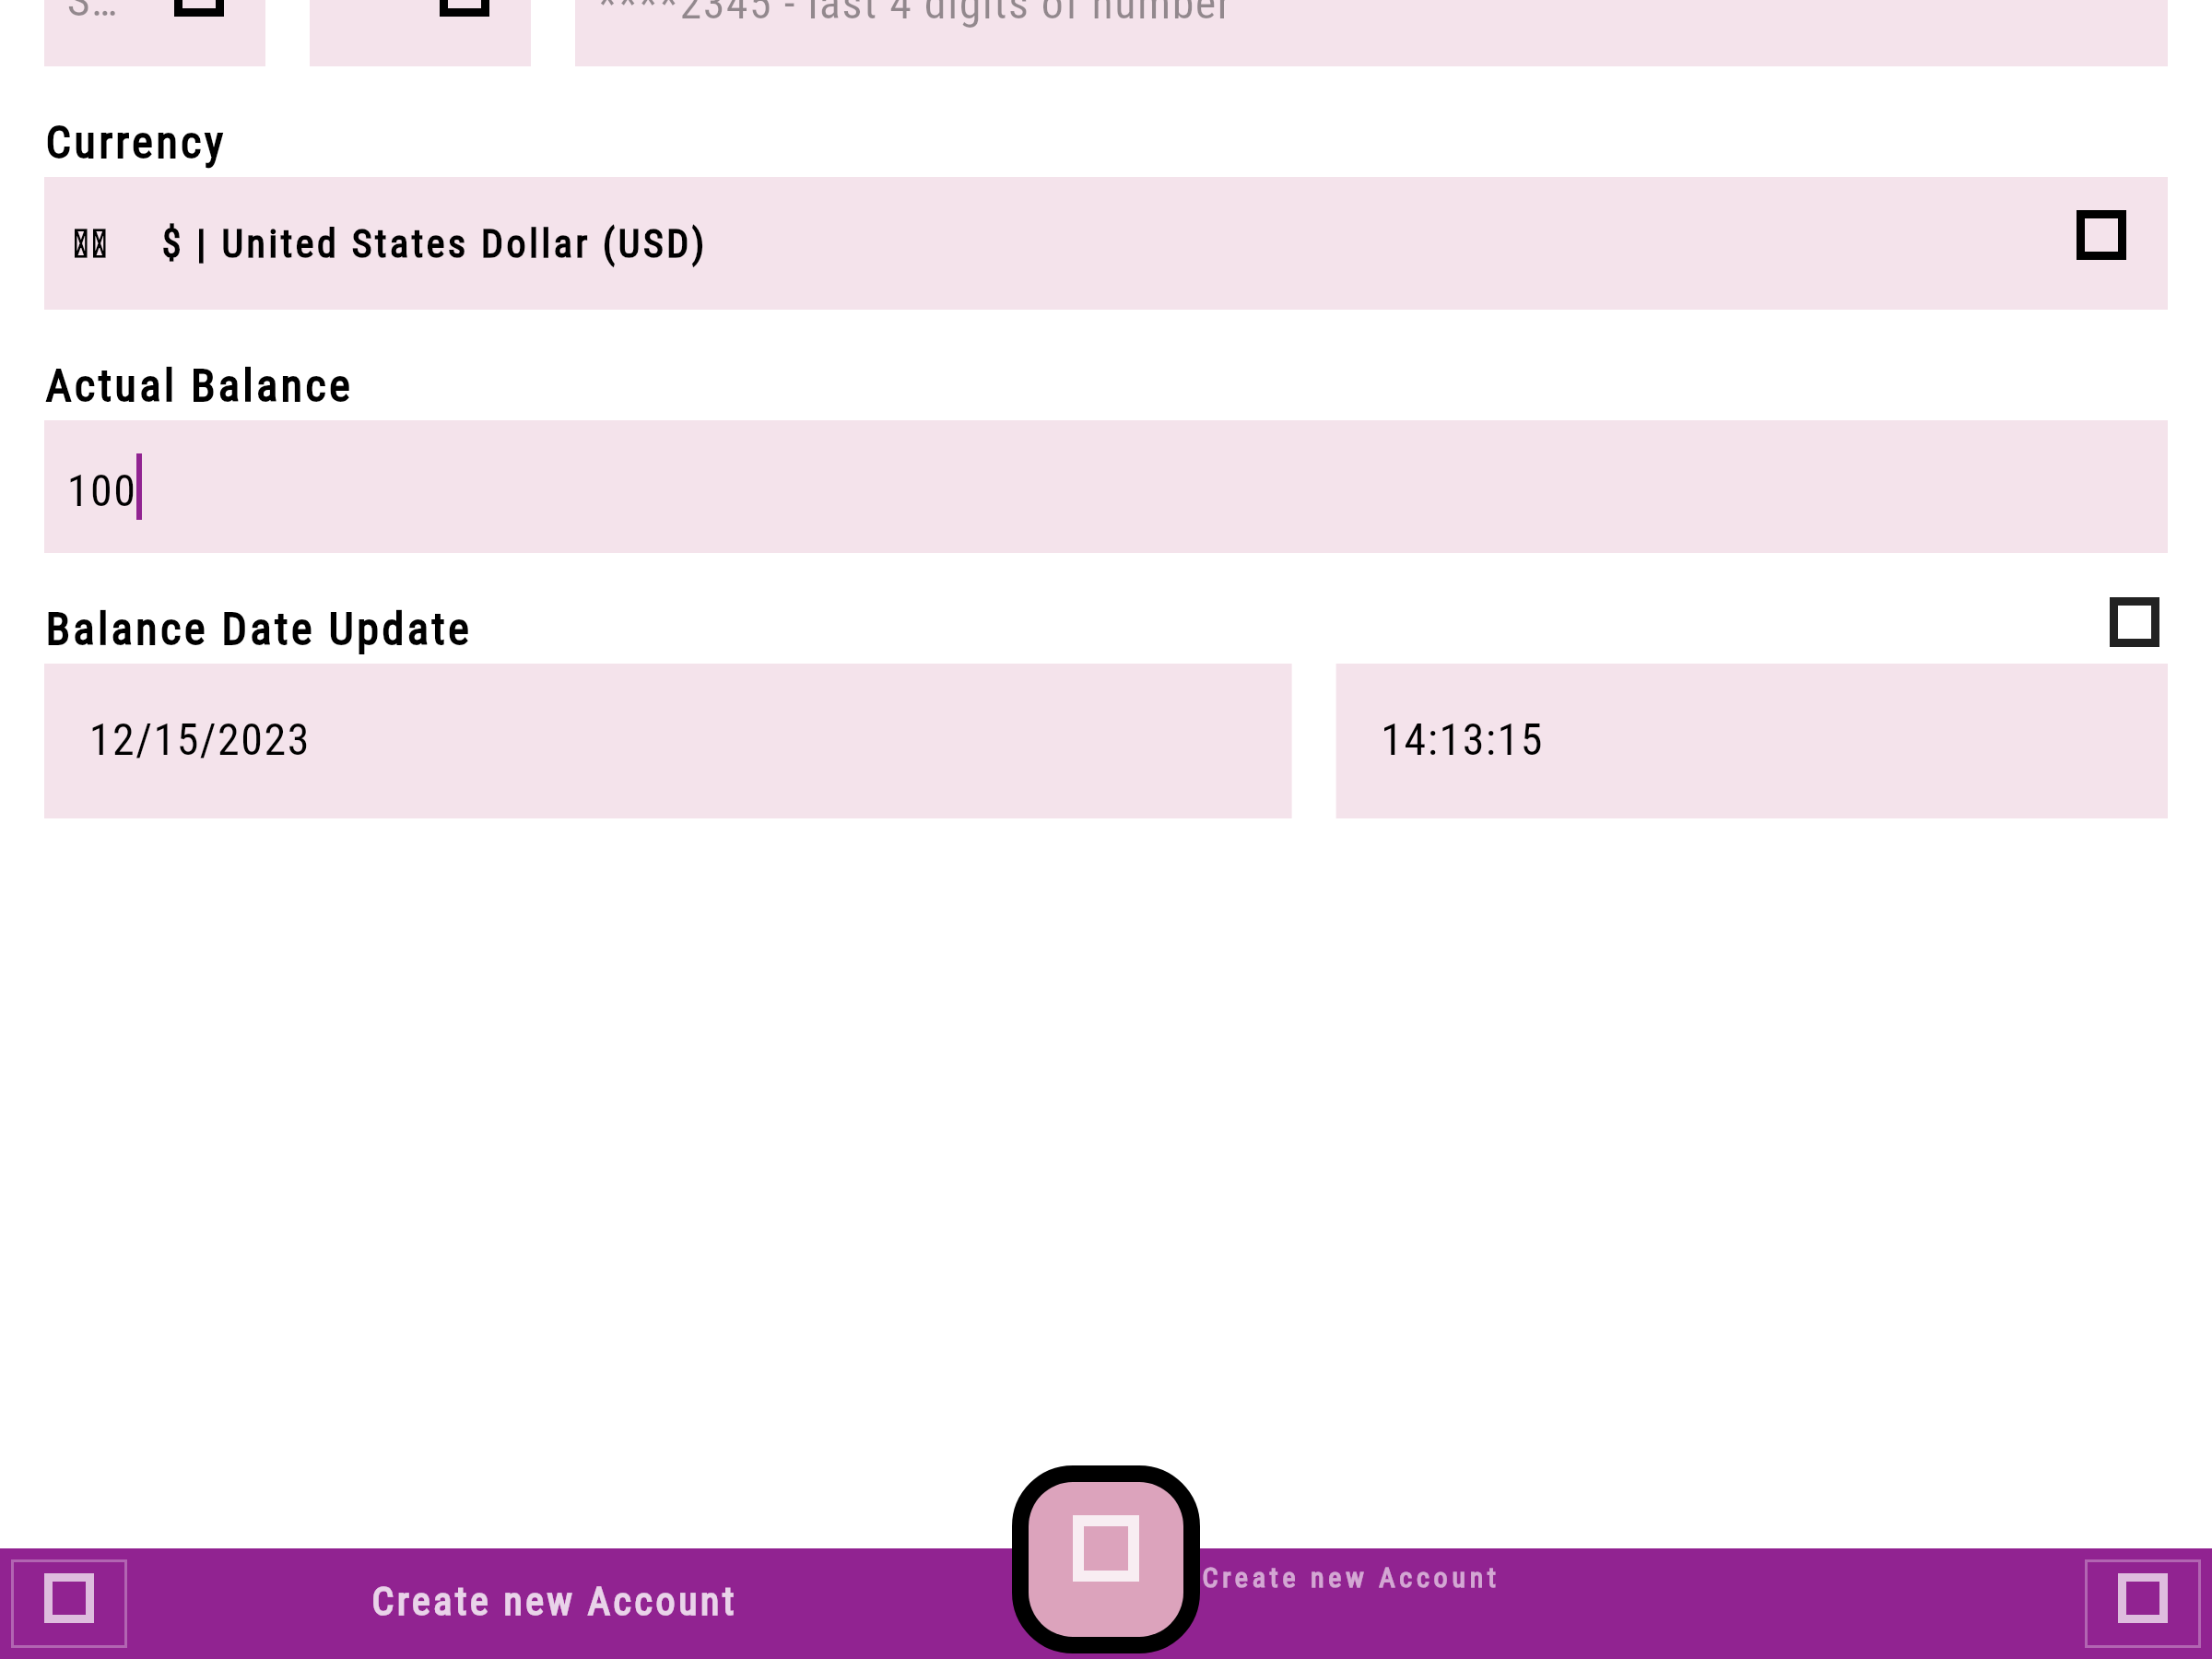 S…
****2345 - last 4 digits of number
Currency
$ | United States Dollar (USD)
Actual Balance
100
Balance Date Update
12/15/2023
14:13:15
Create new Account
Create new Account